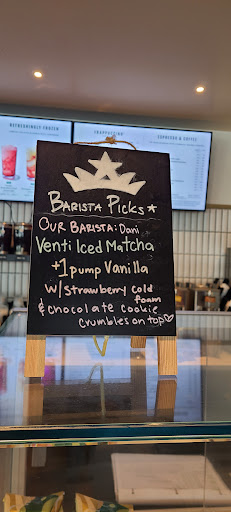 REFRESHINGLY FROZEN
FRAPPUCCINO
ESPRESSO & COFFEE
BARISTA PICKS★
OUR BARISTA: Dani
Venti Iced Matcha
+1 pump Vanilla
w/ Strawberry cold
foam
& chocolate cookie
crumbles on top♡